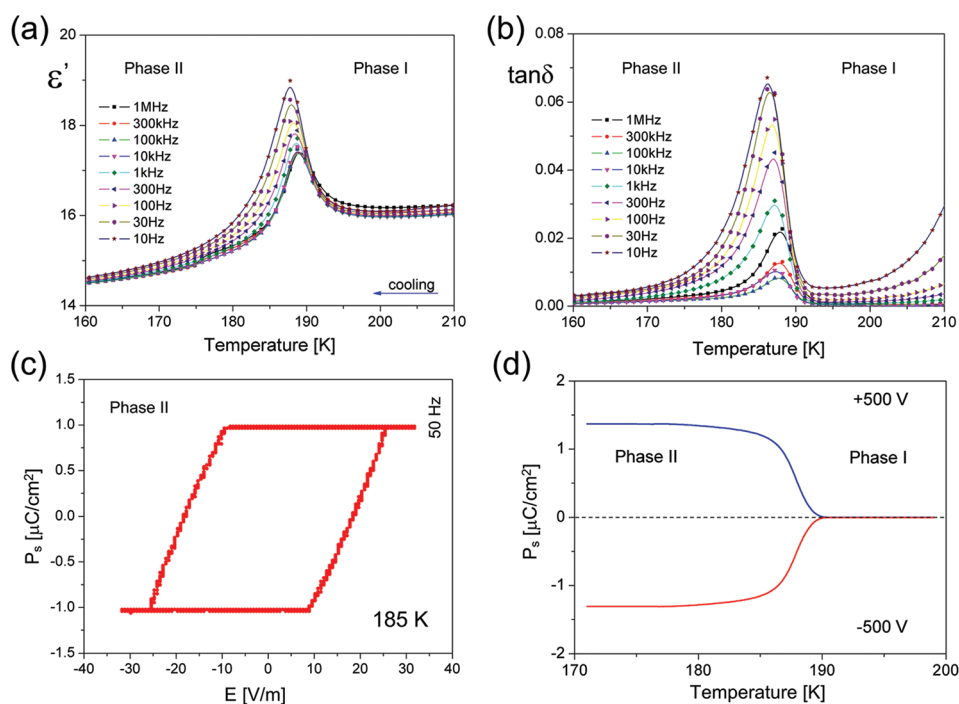 (a)
20
19
18
17
16
15
14
ε’
Phase II
Phase I
1MHz
300kHz
100kHz
10kHz
1kHz
300Hz
100Hz
30Hz
10Hz
cooling
160 170 180 190 200 210
Temperature [K]
(b)
0.08
0.06
0.04
0.02
0.00
tanδ
Phase II
Phase I
1MHz
300kHz
100kHz
10kHz
1kHz
300Hz
100Hz
30Hz
10Hz
160 170 180 190 200 210
Temperature [K]
(c)
1.5
1.0
0.5
0.0
-0.5
-1.0
-1.5
Ps [μC/cm2]
Phase II
50 Hz
185 K
-40 -30 -20 -10 0 10 20 30 40
E [V/m]
(d)
2
1
0
-1
-2
Ps [μC/cm2]
+500 V
Phase II
Phase I
-500 V
170 180 190 200
Temperature [K]